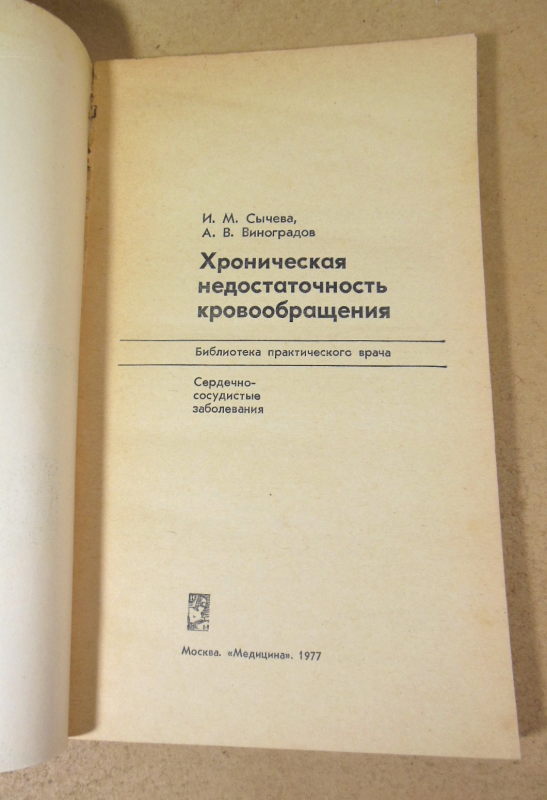 И. М. Сычева,
А. В. Виноградов
Хроническая
недостаточность
кровообращения
Библиотека практического врача
Сердечно-
сосудистые
заболевания
Москва. «Медицина». 1977